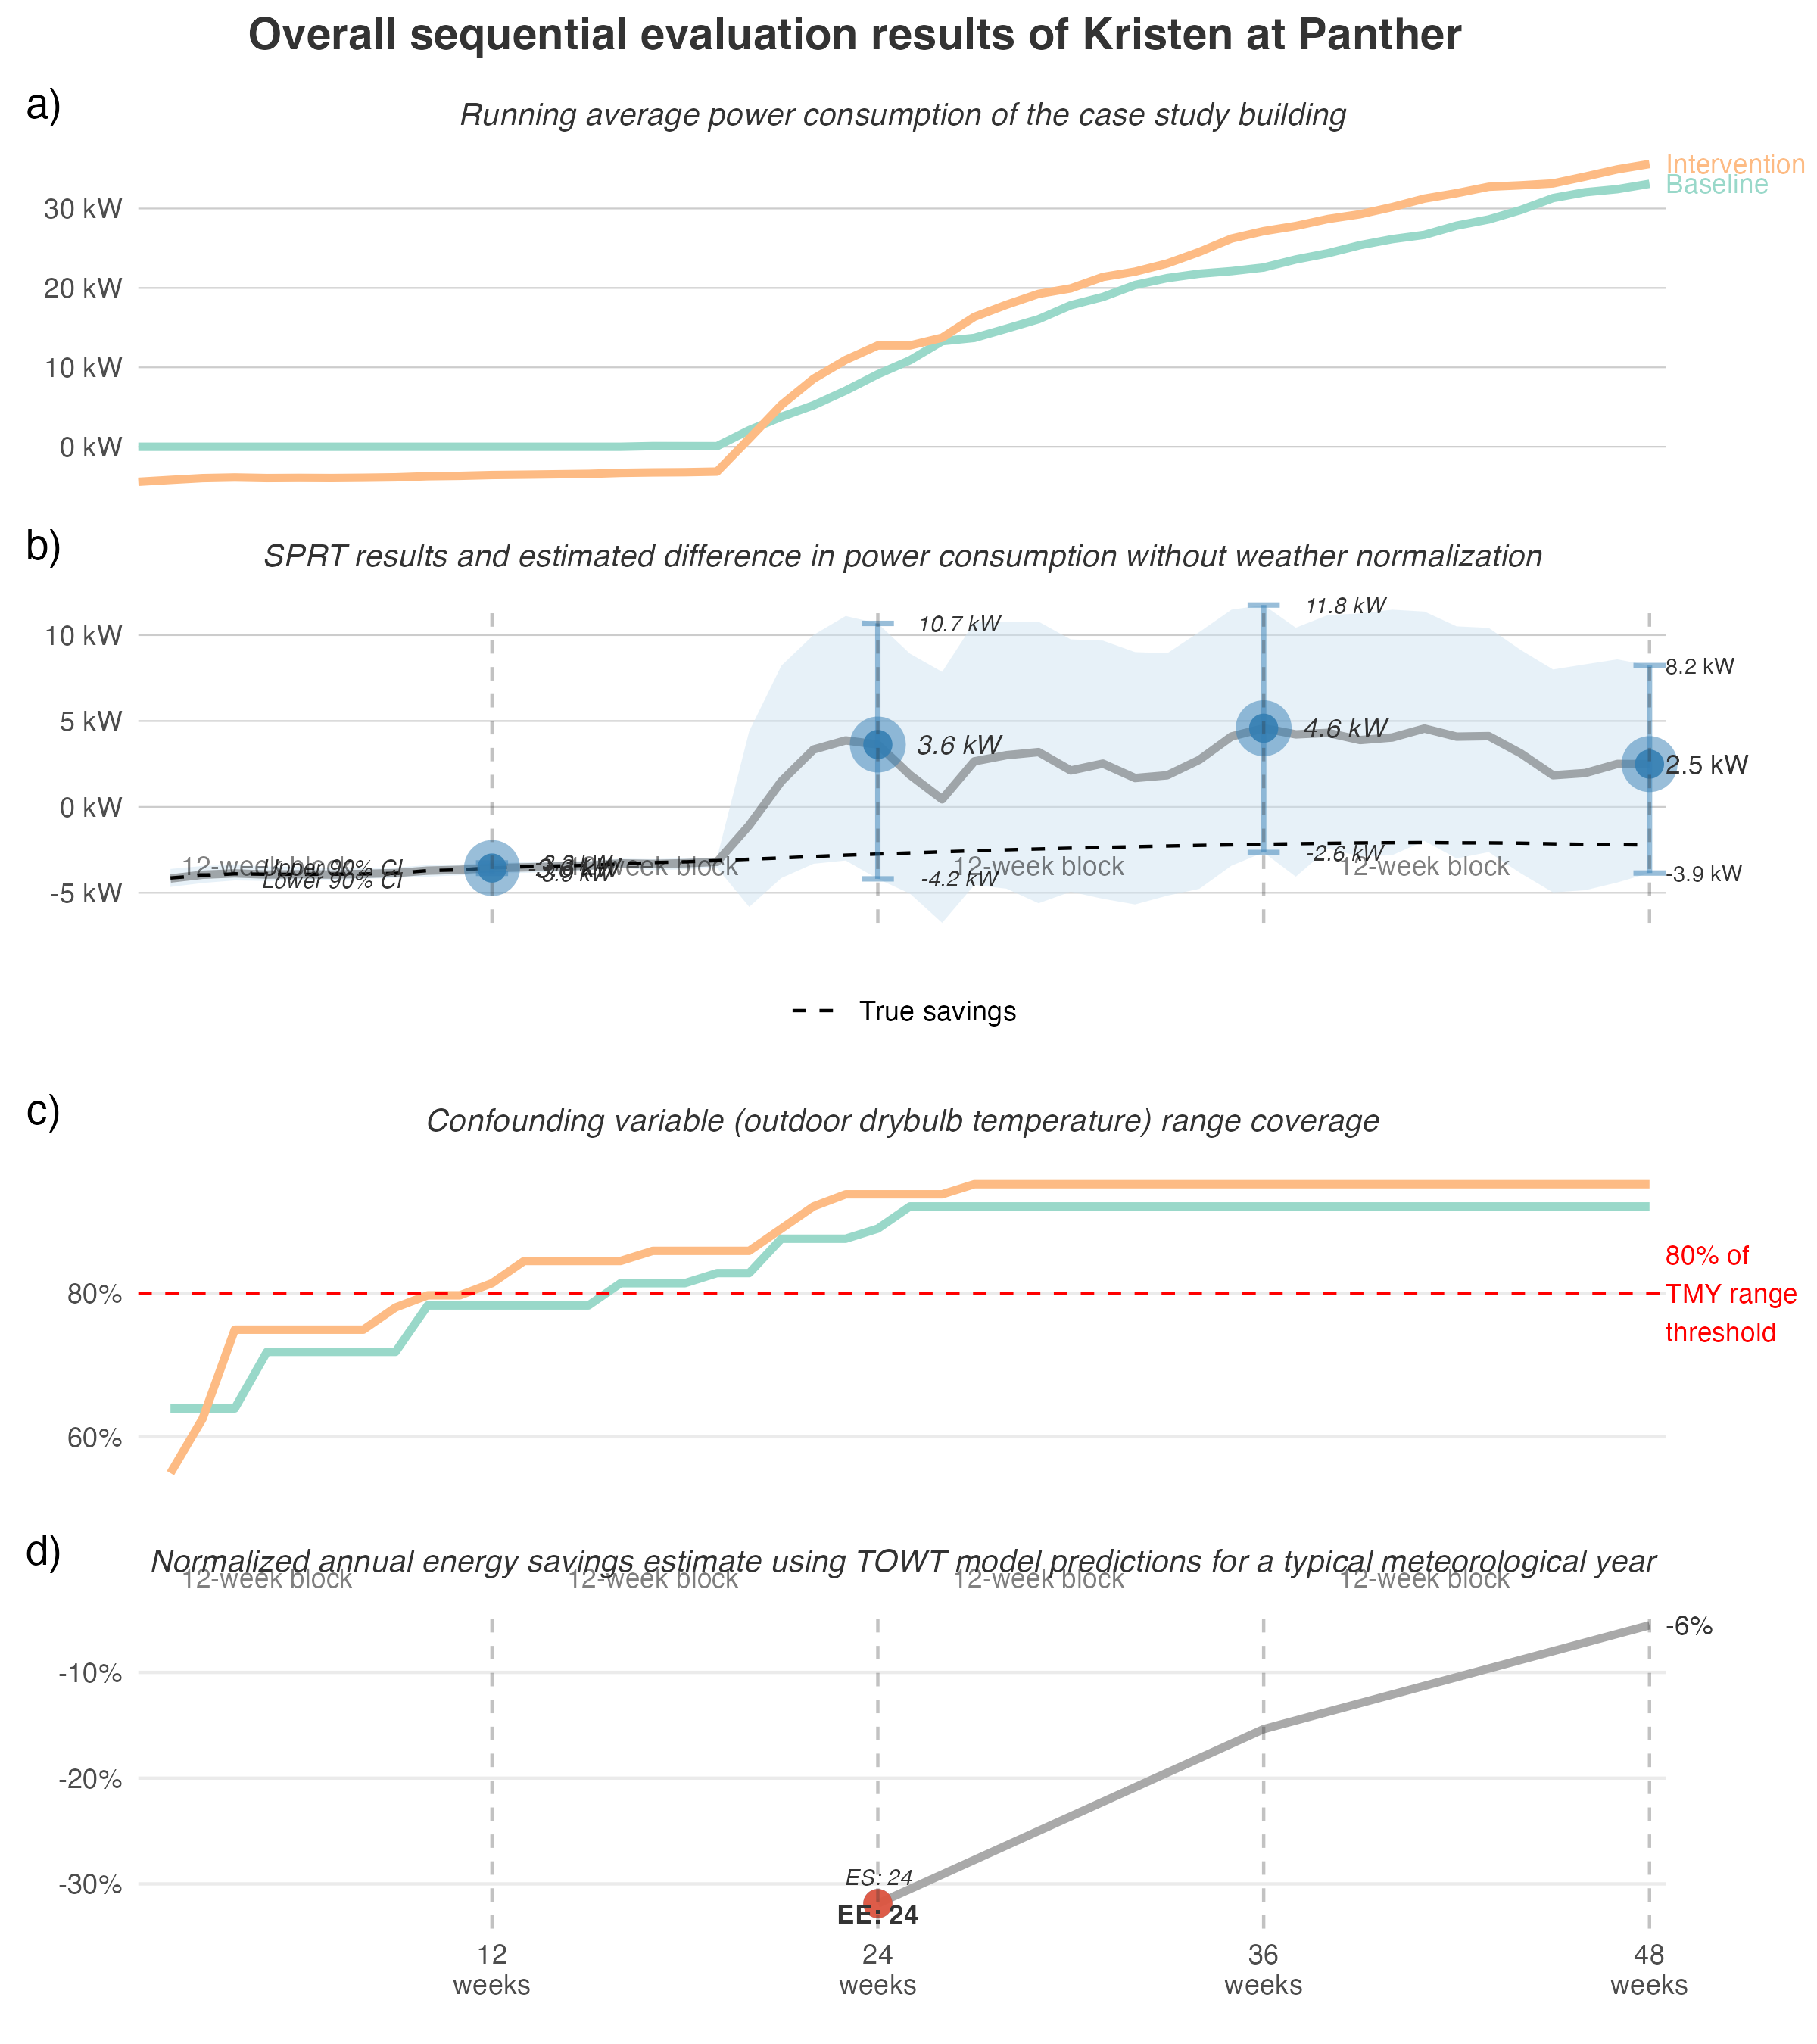 Overall sequential evaluation results of Kristen at Panther
a)
Running average power consumption of the case study building
Intervention
Baseline
30 kW
20 kW
10 kW
0 kW
b)
SPRT results and estimated difference in power consumption without weather normalization
11.8 kW
10.7 kW
10 kW
8.2 kW
5 kW
4.6 kW
3.6 kW
2.5 kW
0 kW
-2.6 kW
12-week block
Upper 90% CI
Lower 90% CI
-3.9 kW
12-week block
12-week block
-4.2 kW
-3.9 kW
-5 kW
True savings
c)
Confounding variable (outdoor drybulb temperature) range coverage
80% of
TMY range
threshold
80%
60%
d)
Normalized annual energy savings estimate using TOWT model predictions for a typical meteorological year
12-week block
12-week block
12-week block
12-week block
-6%
-10%
-20%
-30%
ES: 24
EE: 24
12
weeks
24
weeks
36
weeks
48
weeks